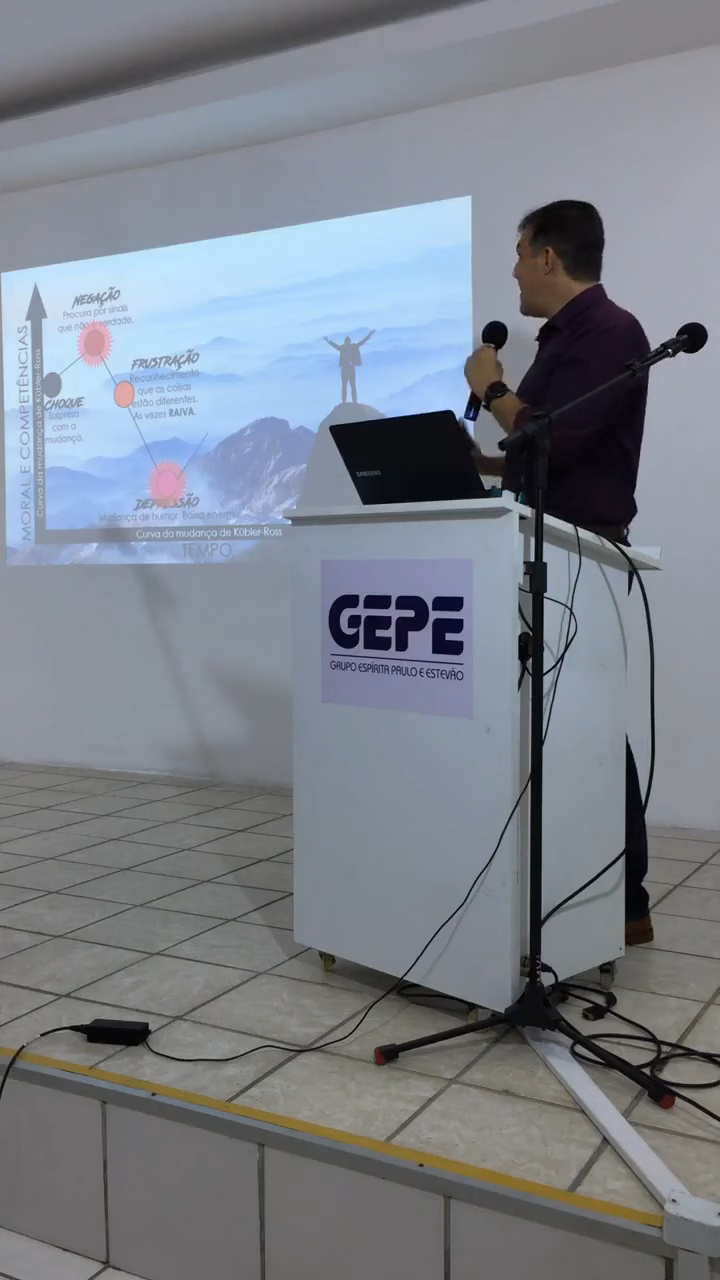 NEGAÇÃO
Procura por sinais
que não é verdade.
FRUSTRAÇÃO
Reconhecimento
que as coisas
estão diferentes.
As vezes RAIVA.
CHOQUE
Surpresa
com a
mudança.
DEPRESSÃO
Mudança de humor. Baixa energia
MORAL E COMPETÊNCIAS
Curva da mudança de Kübler-Ross
Curva da mudança de Kübler-Ross
TEMPO
SAMSUNG
GEPE
GRUPO ESPÍRITA PAULO E ESTEVÃO